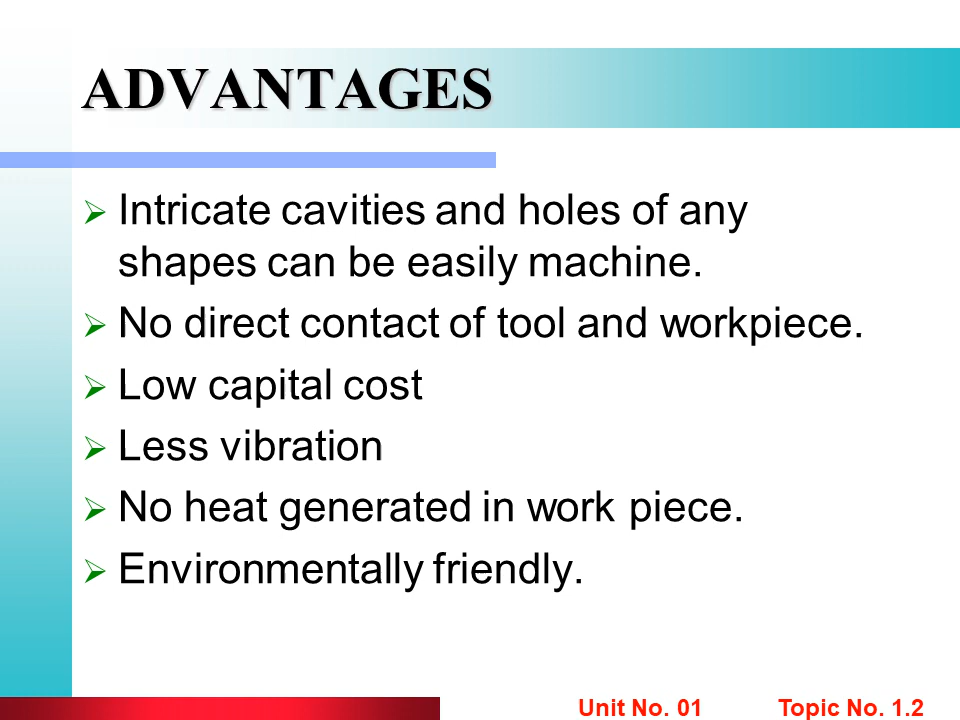 ADVANTAGES
Intricate cavities and holes of any
shapes can be easily machine.
No direct contact of tool and workpiece.
Low capital cost
Less vibration
No heat generated in work piece.
Environmentally friendly.
Unit No. 01 Topic No. 1.2